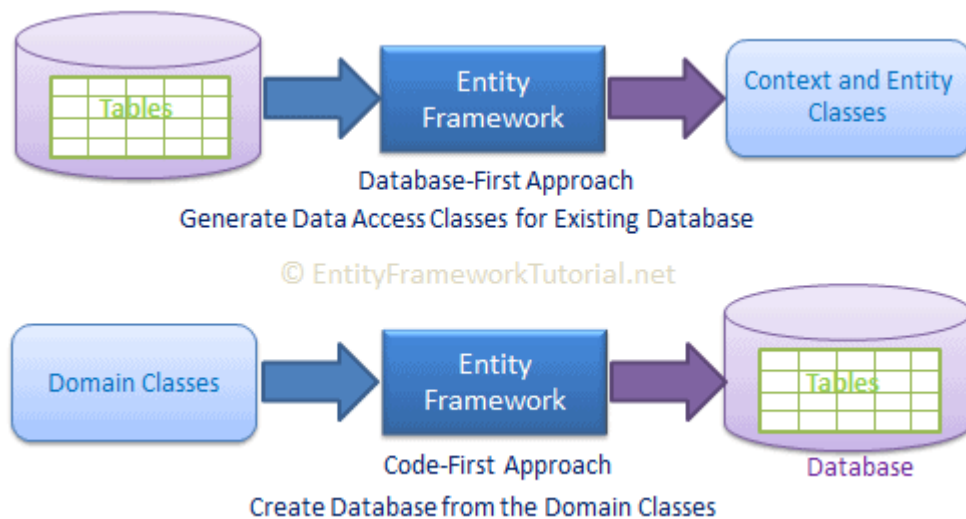 Tables
Entity
Framework
Context and Entity
Classes
Database-First Approach
Generate Data Access Classes for Existing Database
© EntityFrameworkTutorial.net
Domain Classes
Entity
Framework
Tables
Code-First Approach
Database
Create Database from the Domain Classes